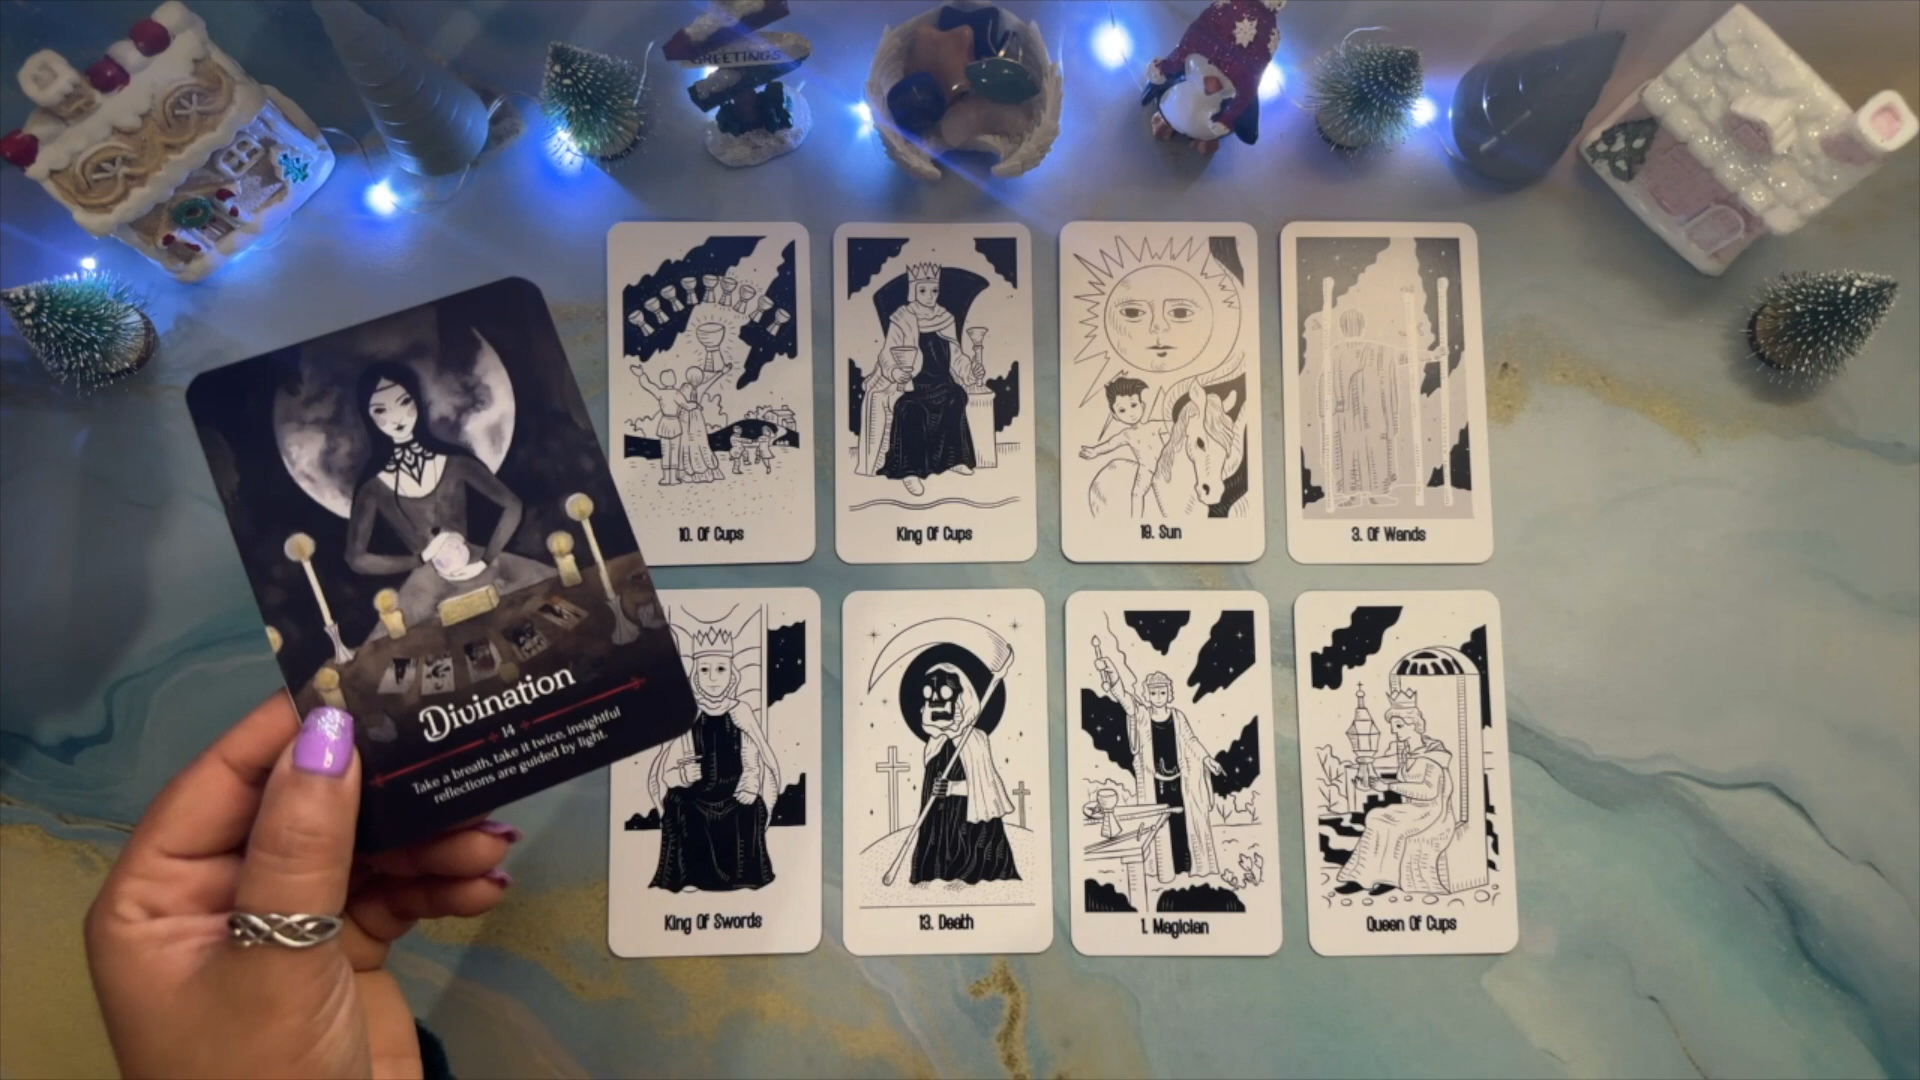 GREETINGS
10. Of Cups
King Of Cups
19. Sun
3. Of Wands
Divination
14
Take a breath, take it twice, insightful
reflections are guided by light.
King Of Swords
13. Death
1. Magician
Queen Of Cups